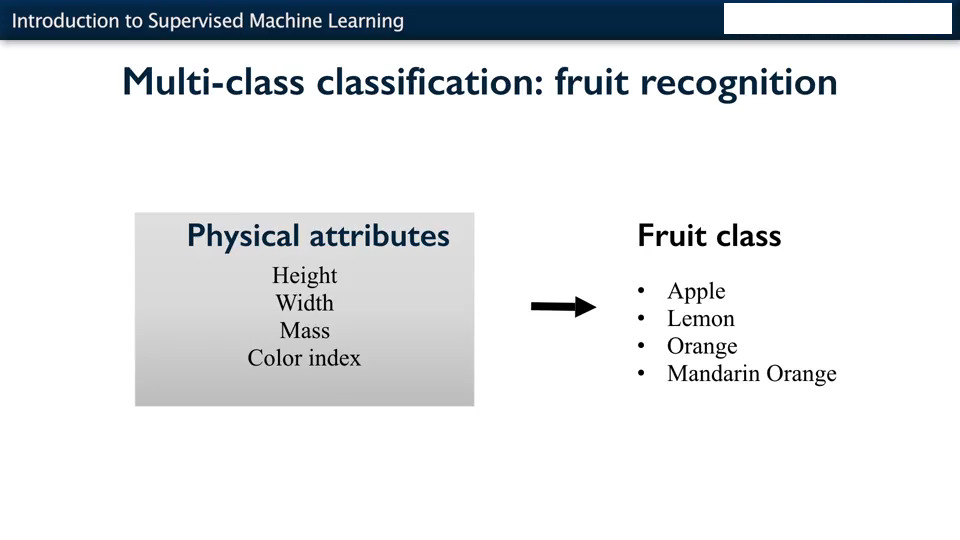 Introduction to Supervised Machine Learning
Multi-class classification: fruit recognition
Physical attributes
Height
Width
Mass
Color index
Fruit class
• Apple
• Lemon
• Orange
• Mandarin Orange